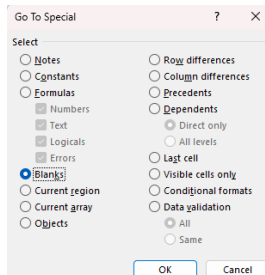 Go To Special ? ×
Select
Notes
Constants
Formulas
Numbers
Text
Logicals
Errors
Blanks
Current region
Current array
Objects
Row differences
Column differences
Precedents
Dependents
Direct only
All levels
Last cell
Visible cells only
Conditional formats
Data validation
All
Same
OK Cancel